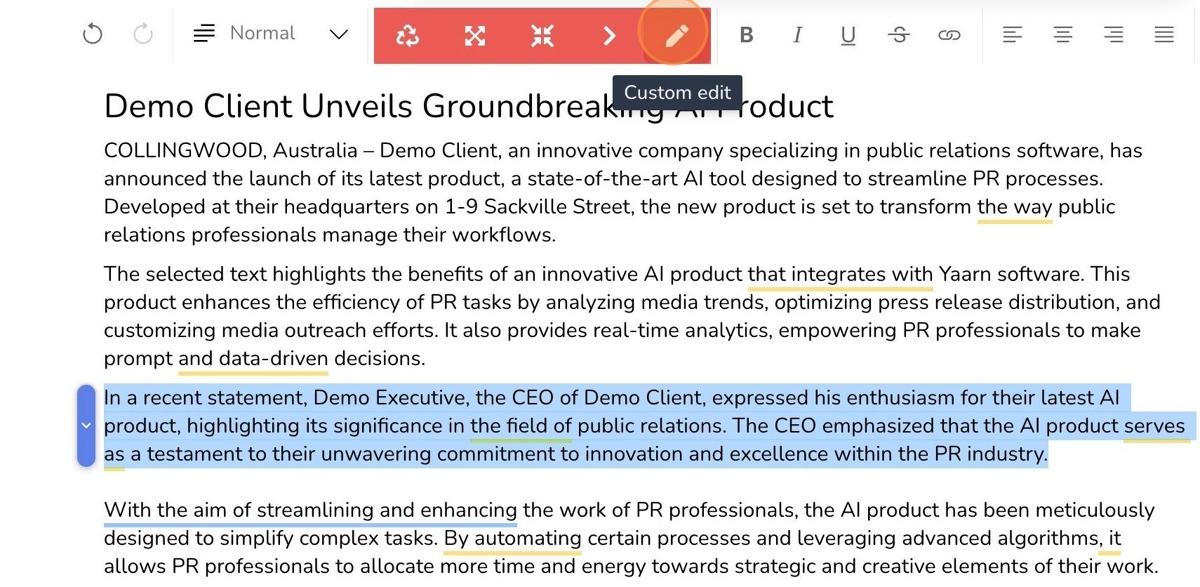 Normal
B I U S
Custom edit
Demo Client Unveils Groundbreaking AI Product
COLLINGWOOD, Australia – Demo Client, an innovative company specializing in public relations software, has
announced the launch of its latest product, a state-of-the-art AI tool designed to streamline PR processes.
Developed at their headquarters on 1-9 Sackville Street, the new product is set to transform the way public
relations professionals manage their workflows.
The selected text highlights the benefits of an innovative AI product that integrates with Yaarn software. This
product enhances the efficiency of PR tasks by analyzing media trends, optimizing press release distribution, and
customizing media outreach efforts. It also provides real-time analytics, empowering PR professionals to make
prompt and data-driven decisions.
In a recent statement, Demo Executive, the CEO of Demo Client, expressed his enthusiasm for their latest AI
product, highlighting its significance in the field of public relations. The CEO emphasized that the AI product serves
as a testament to their unwavering commitment to innovation and excellence within the PR industry.
With the aim of streamlining and enhancing the work of PR professionals, the AI product has been meticulously
designed to simplify complex tasks. By automating certain processes and leveraging advanced algorithms, it
allows PR professionals to allocate more time and energy towards strategic and creative elements of their work.